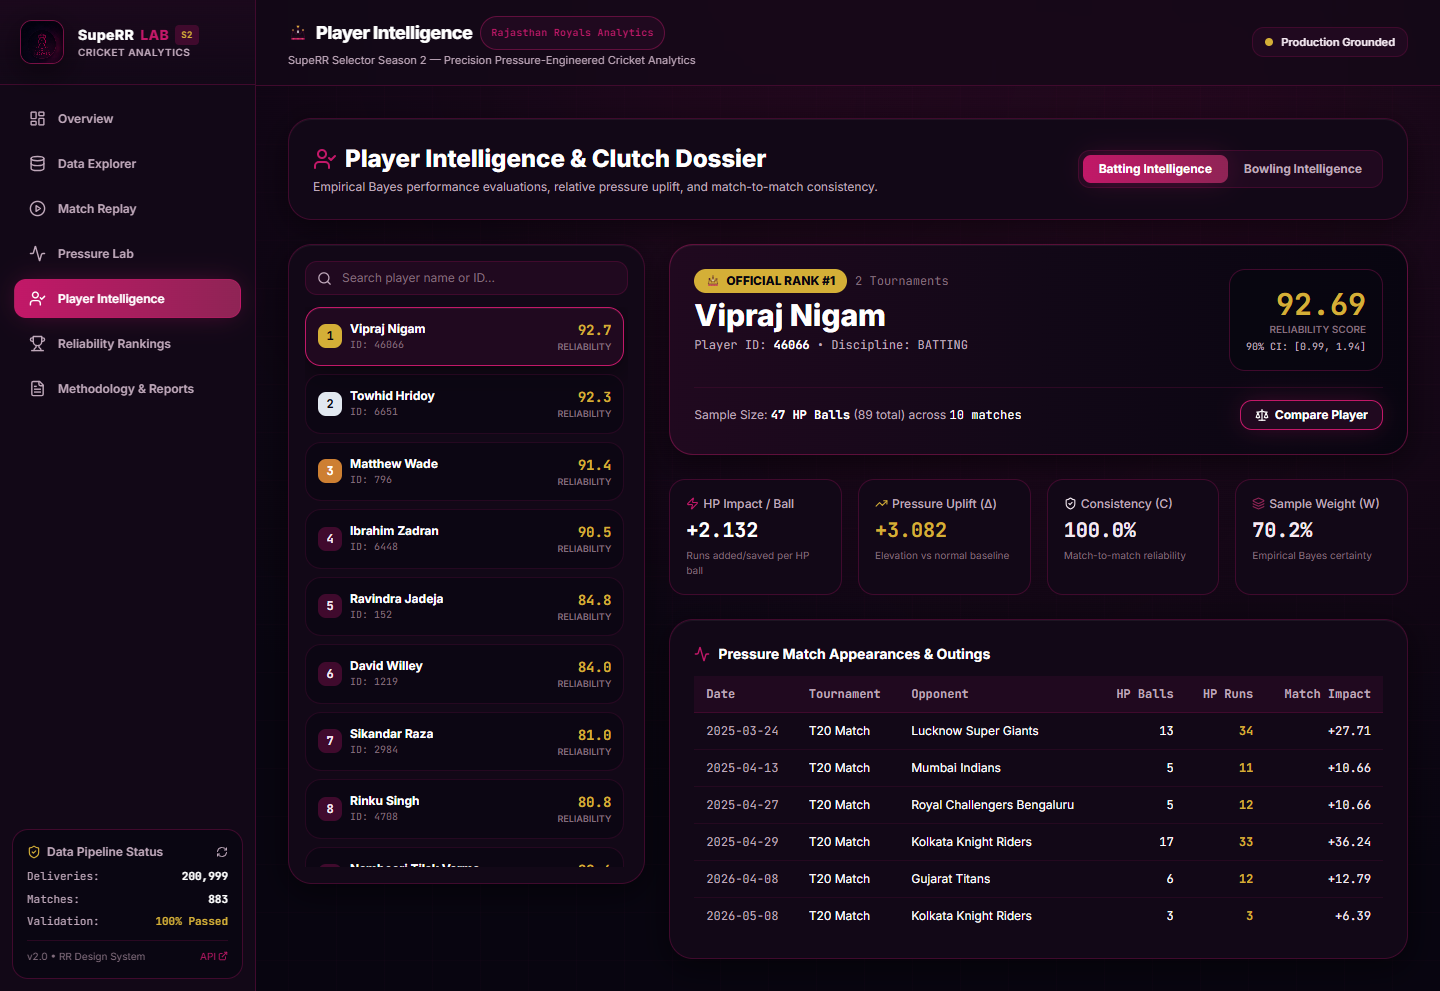 SupeRR LAB S2
CRICKET ANALYTICS
Overview
Data Explorer
Match Replay
Pressure Lab
Player Intelligence
Reliability Rankings
Methodology & Reports
Data Pipeline Status
Deliveries: 200,999
Matches: 883
Validation: 100% Passed
v2.0 • RR Design System API
Player Intelligence Rajasthan Royals Analytics
SupeRR Selector Season 2 — Precision Pressure-Engineered Cricket Analytics
Production Grounded
Player Intelligence & Clutch Dossier
Empirical Bayes performance evaluations, relative pressure uplift, and match-to-match consistency.
Batting Intelligence Bowling Intelligence
Search player name or ID...
1 Vipraj Nigam 92.7
ID: 46066 RELIABILITY
2 Towhid Hridoy 92.3
ID: 6651 RELIABILITY
3 Matthew Wade 91.4
ID: 796 RELIABILITY
4 Ibrahim Zadran 90.5
ID: 6448 RELIABILITY
5 Ravindra Jadeja 84.8
ID: 152 RELIABILITY
6 David Willey 84.0
ID: 1219 RELIABILITY
7 Sikandar Raza 81.0
ID: 2984 RELIABILITY
8 Rinku Singh 80.8
ID: 4708 RELIABILITY
OFFICIAL RANK #1 2 Tournaments
Vipraj Nigam
Player ID: 46066 • Discipline: BATTING
92.69
RELIABILITY SCORE
90% CI: [0.99, 1.94]
Sample Size: 47 HP Balls (89 total) across 10 matches
Compare Player
HP Impact / Ball
+2.132
Runs added/saved per HP
ball
Pressure Uplift (Δ)
+3.082
Elevation vs normal baseline
Consistency (C)
100.0%
Match-to-match reliability
Sample Weight (W)
70.2%
Empirical Bayes certainty
Pressure Match Appearances & Outings
Date Tournament Opponent HP Balls HP Runs Match Impact
2025-03-24 T20 Match Lucknow Super Giants 13 34 +27.71
2025-04-13 T20 Match Mumbai Indians 5 11 +10.66
2025-04-27 T20 Match Royal Challengers Bengaluru 5 12 +10.66
2025-04-29 T20 Match Kolkata Knight Riders 17 33 +36.24
2026-04-08 T20 Match Gujarat Titans 6 12 +12.79
2026-05-08 T20 Match Kolkata Knight Riders 3 3 +6.39